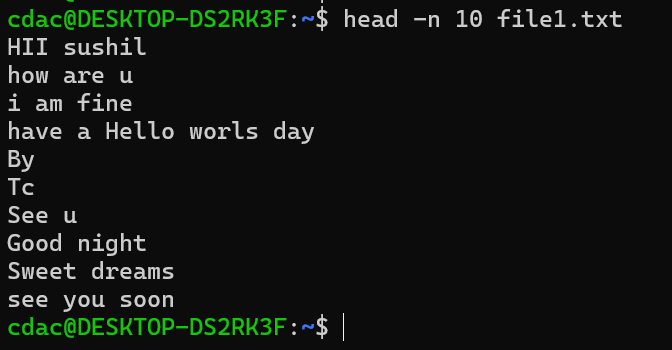 cdac@DESKTOP-DS2RK3F:~$ head -n 10 file1.txt
HII sushil
how are u
i am fine
have a Hello worls day
By
Tc
See u
Good night
Sweet dreams
see you soon
cdac@DESKTOP-DS2RK3F:~$